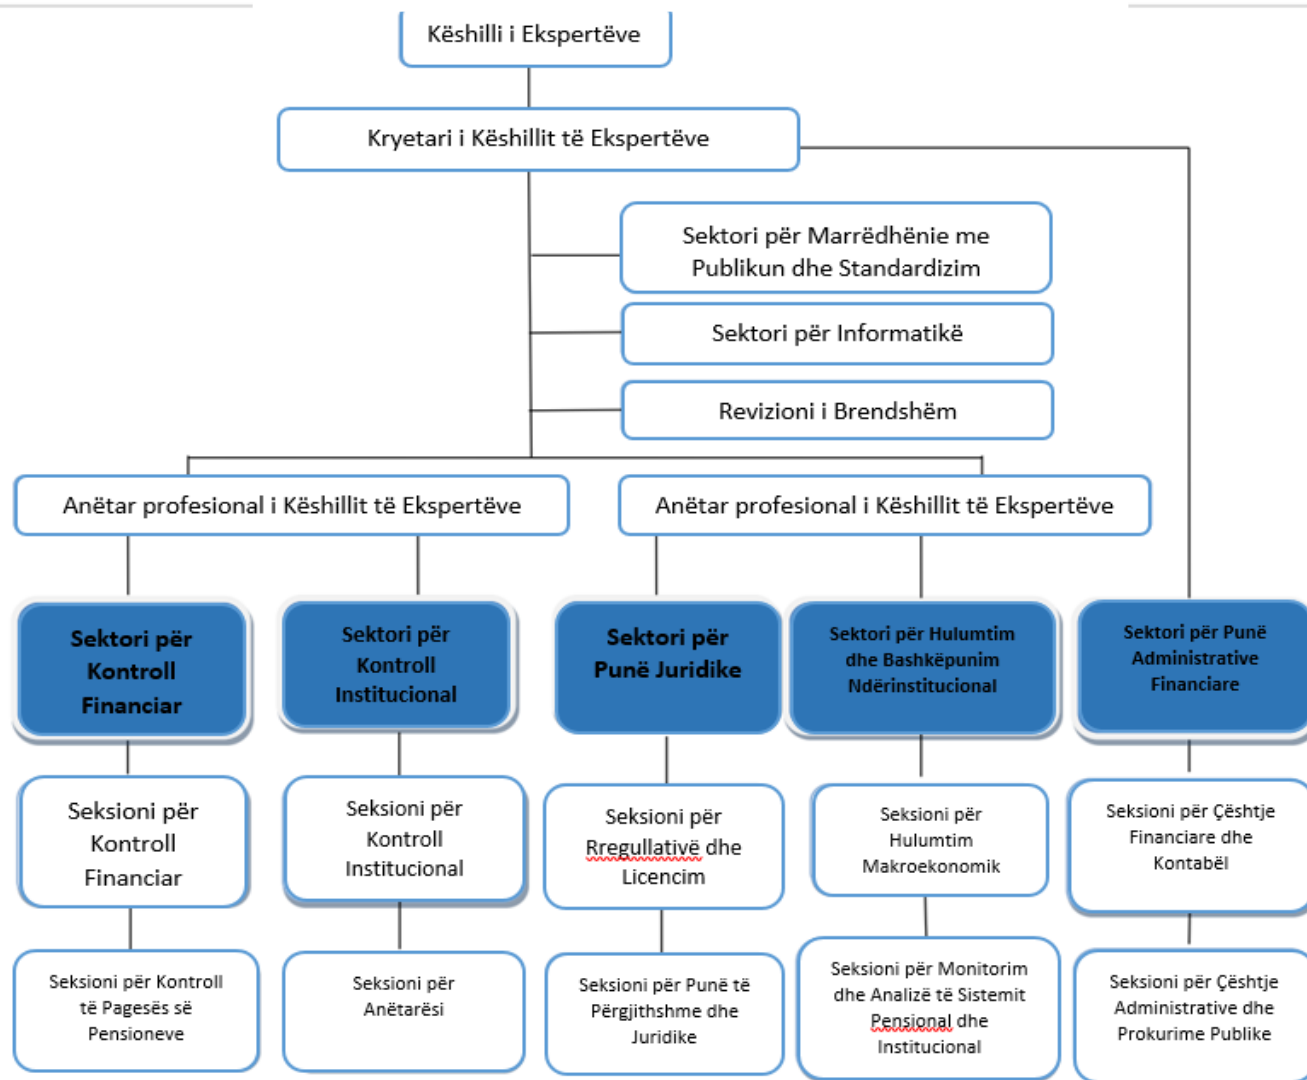 Këshilli i Ekspertëve
Kryetari i Këshillit të Ekspertëve
Sektori për Marrëdhënie me
Publikun dhe Standardizim
Sektori për Informatikë
Revizioni i Brendshëm
Anëtar profesional i Këshillit të Ekspertëve
Anëtar profesional i Këshillit të Ekspertëve
Sektori për
Kontroll
Financiar
Sektori për
Kontroll
Institucional
Sektori për
Punë Juridike
Sektori për Hulumtim
dhe Bashkëpunim
Ndërinstitucional
Sektori për Punë
Administrative
Financiare
Seksioni për
Kontroll
Financiar
Seksioni për
Kontroll
Institucional
Seksioni për
Rregullativë dhe
Licencim
Seksioni për
Hulumtim
Makroekonomik
Seksioni për Çështje
Financiare dhe
Kontabël
Seksioni për Kontroll
të Pagesës së
Pensioneve
Seksioni për
Anëtarësi
Seksioni për Punë të
Përgjithshme dhe
Juridike
Seksioni për Monitorim
dhe Analizë të Sistemit
Pensional dhe
Institucional
Seksioni për Çështje
Administrative dhe
Prokurime Publike